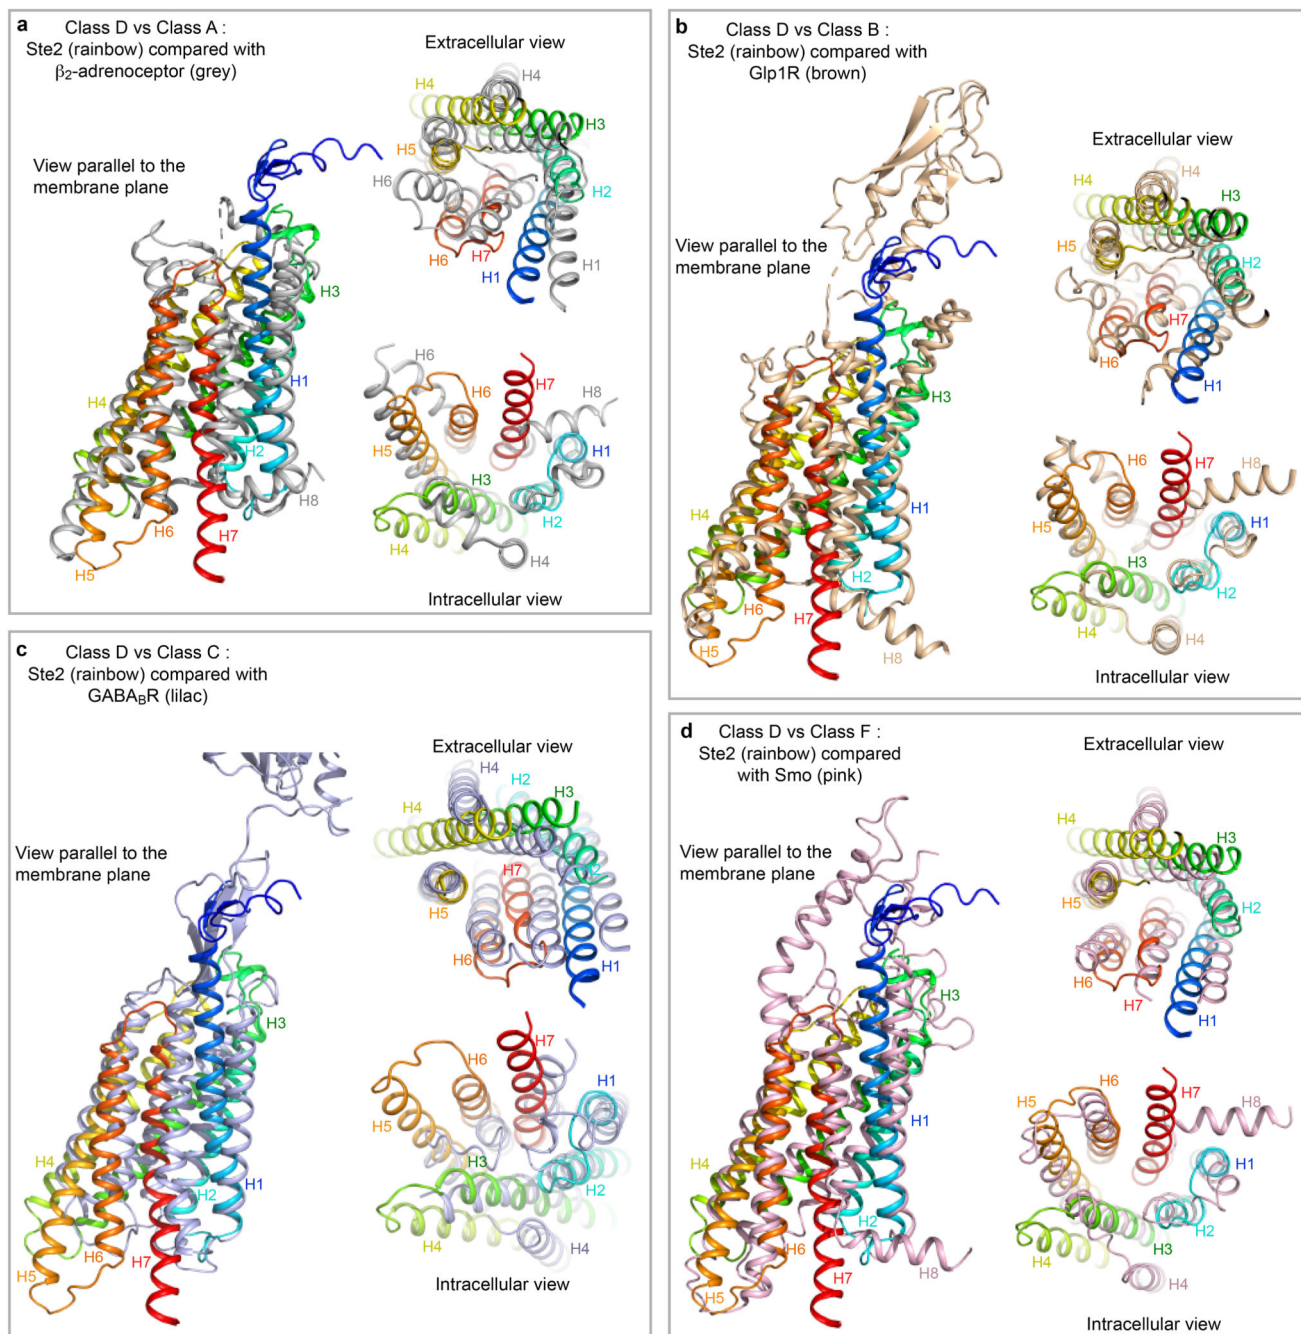 a
Class D vs Class A :
Ste2 (rainbow) compared with
β₂-adrenoceptor (grey)
View parallel to the
membrane plane
H3
H1
H4
H2
H8
H6
H7
H5
Extracellular view
H4
H4
H3
H5
H6
H2
H6
H7
H1
H1
H6
H6
H7
H8
H5
H1
H3
H2
H4
H4
Intracellular view
b
Class D vs Class B :
Ste2 (rainbow) compared with
Glp1R (brown)
View parallel to the
membrane plane
H3
H4
H1
H2
H6
H7
H5
H8
Extracellular view
H4
H4
H3
H5
H2
H7
H6
H1
H6
H7
H8
H5
H1
H3
H2
H4
H4
Intracellular view
c
Class D vs Class C :
Ste2 (rainbow) compared with
GABA_BR (lilac)
View parallel to the
membrane plane
H3
H4
H2
H1
H6
H7
H5
Extracellular view
H4
H2
H3
H4
H7
H2
H5
H6
H1
H7
H6
H1
H5
H3
H2
H4
H4
Intracellular view
d
Class D vs Class F :
Ste2 (rainbow) compared
with Smo (pink)
View parallel to the
membrane plane
H3
H1
H4
H2
H6
H7
H8
H5
Extracellular view
H4
H3
H5
H2
H6
H7
H1
H6
H7
H5
H8
H1
H2
H3
H4
H4
Intracellular view